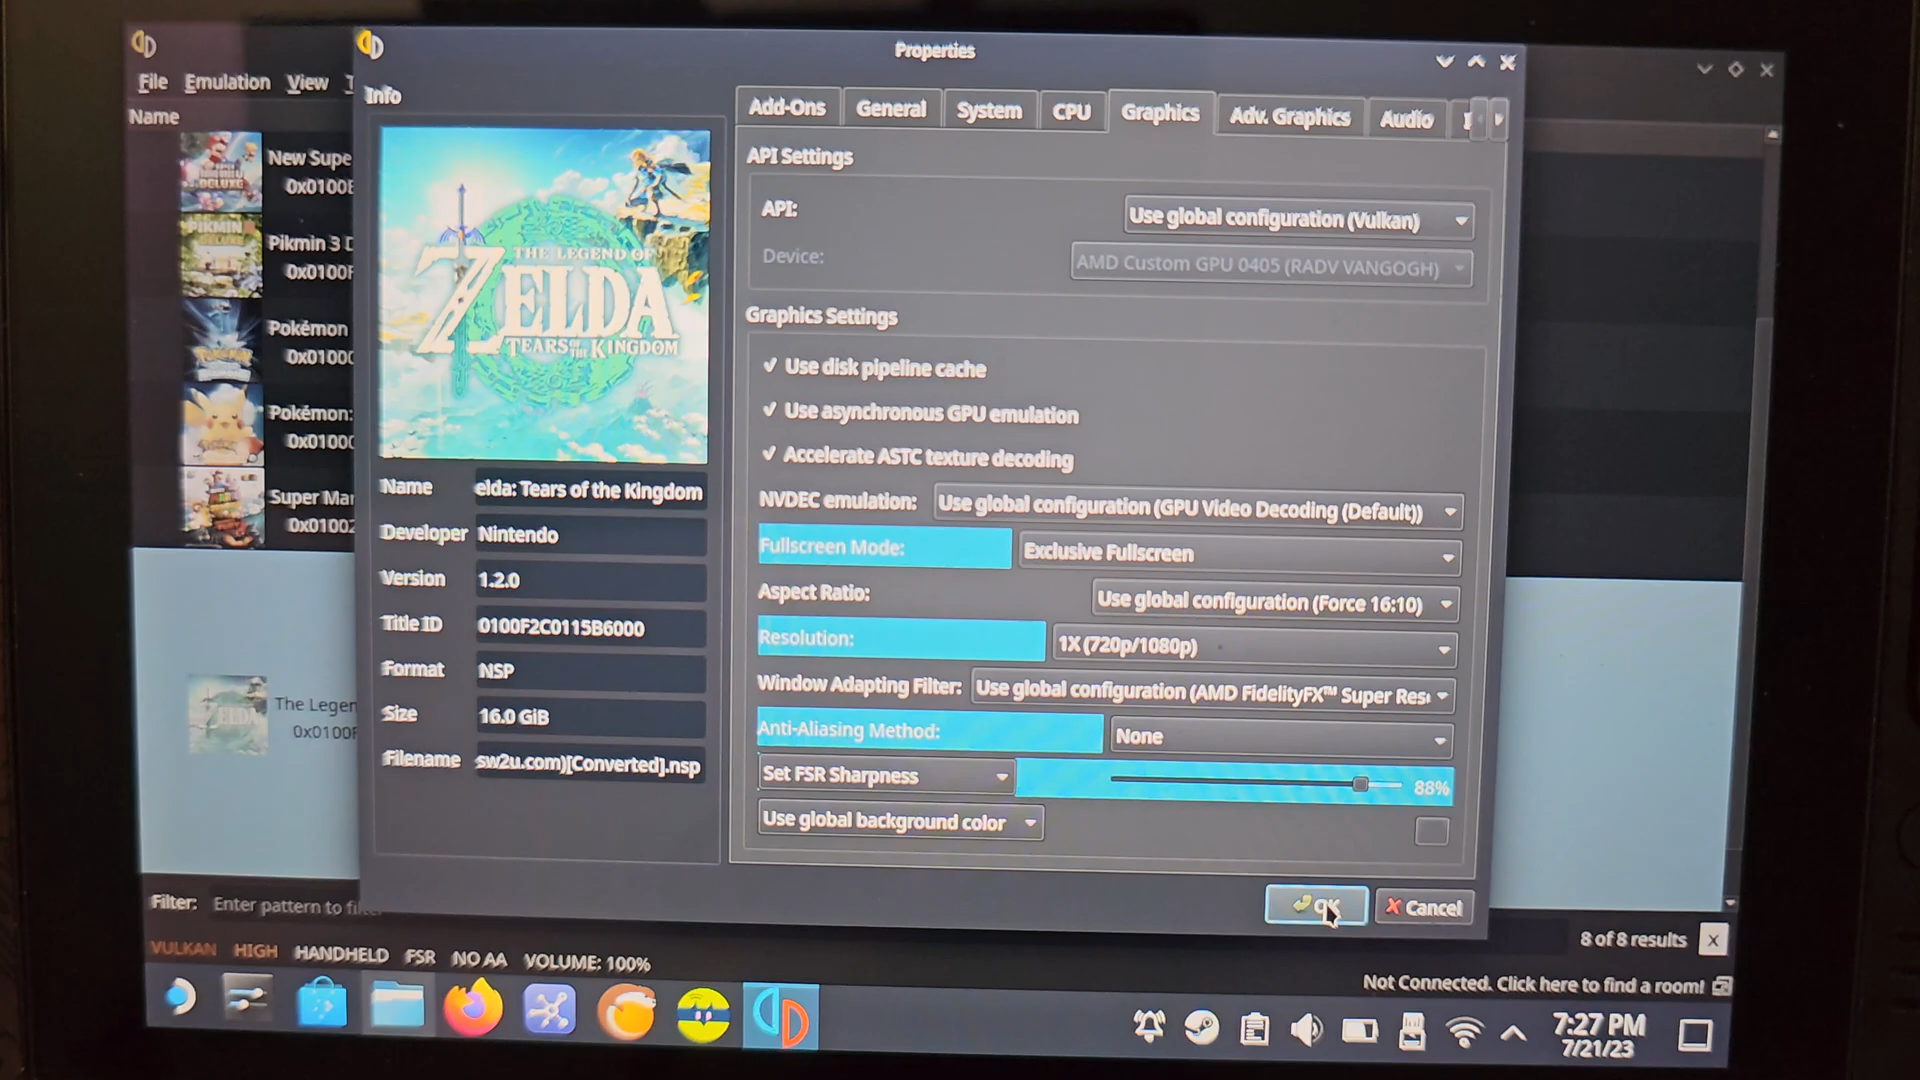 Properties
File Emulation View T
Name
New Supe
0x0100E
Pikmin 3 D
0x0100F
Pokémon
0x0100C
Pokémon:
0x0100C
Super Mar
0x01002
The Legen
0x0100F
Info
THE LEGEND OF
ZELDA
TEARS OF THE KINGDOM
Name elda: Tears of the Kingdom
Developer Nintendo
Version 1.2.0
Title ID 0100F2C0115B6000
Format NSP
Size 16.0 GiB
Filename sw2u.com)[Converted].nsp
Add-Ons General System CPU Graphics Adv. Graphics Audio
API Settings
API: Use global configuration (Vulkan)
Device: AMD Custom GPU 0405 (RADV VANGOGH)
Graphics Settings
Use disk pipeline cache
Use asynchronous GPU emulation
Accelerate ASTC texture decoding
NVDEC emulation: Use global configuration (GPU Video Decoding (Default))
Fullscreen Mode: Exclusive Fullscreen
Aspect Ratio: Use global configuration (Force 16:10)
Resolution: 1X (720p/1080p)
Window Adapting Filter: Use global configuration (AMD FidelityFX™ Super Res
Anti-Aliasing Method: None
Set FSR Sharpness 88%
Use global background color
OK Cancel
Filter: Enter pattern to fi
8 of 8 results X
VULKAN HIGH HANDHELD FSR NO AA VOLUME: 100%
Not Connected. Click here to find a room!
7:27 PM
7/21/23